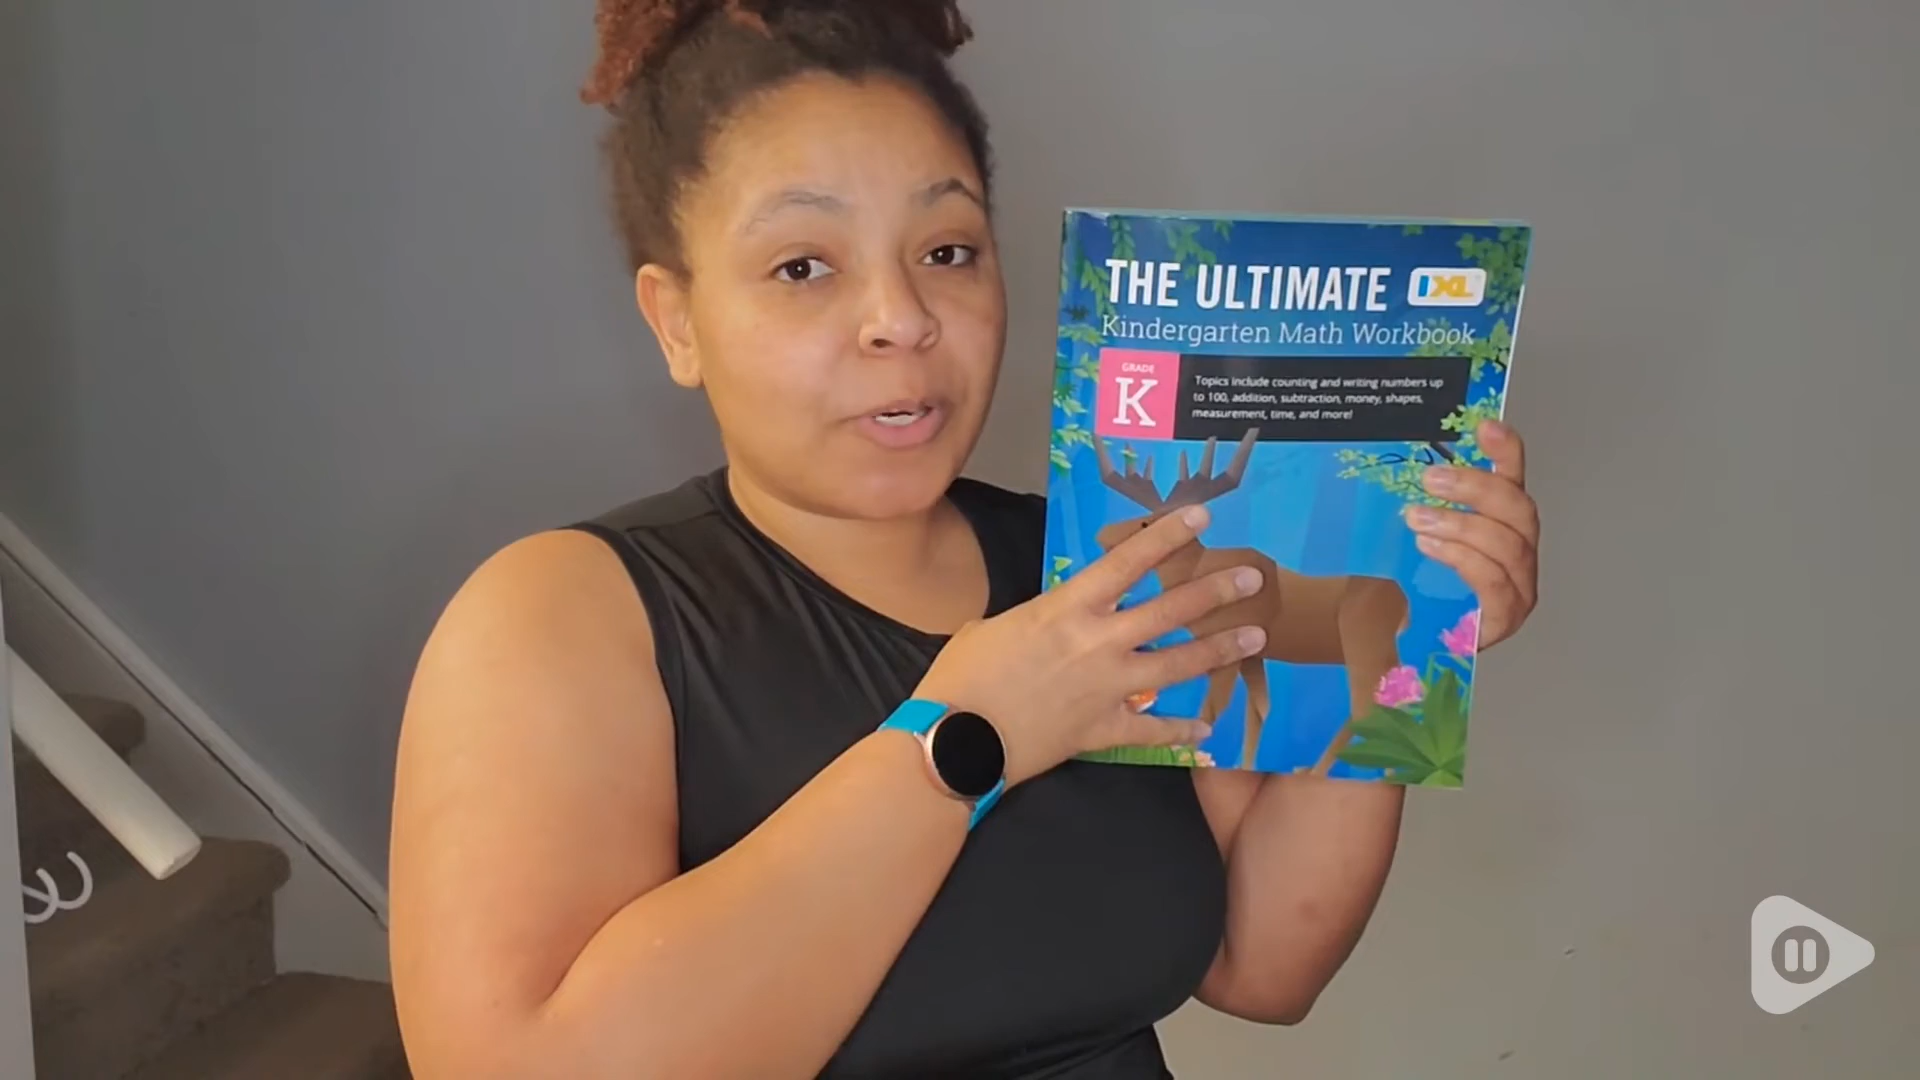 THE ULTIMATE IXL
Kindergarten Math Workbook
GRADE
K
Topics include counting and writing numbers up
to 100, addition, subtraction, money, shapes,
measurement, time, and more!